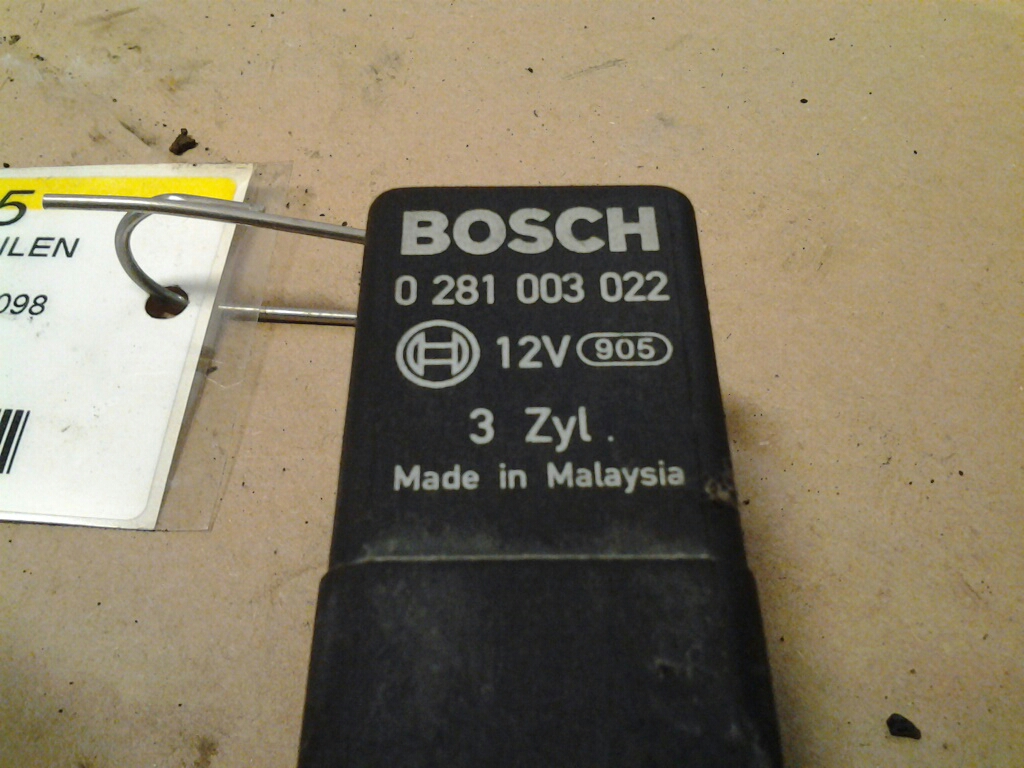 5
ILEN
098
BOSCH
0 281 003 022
12V 905
3 Zyl.
Made in Malaysia